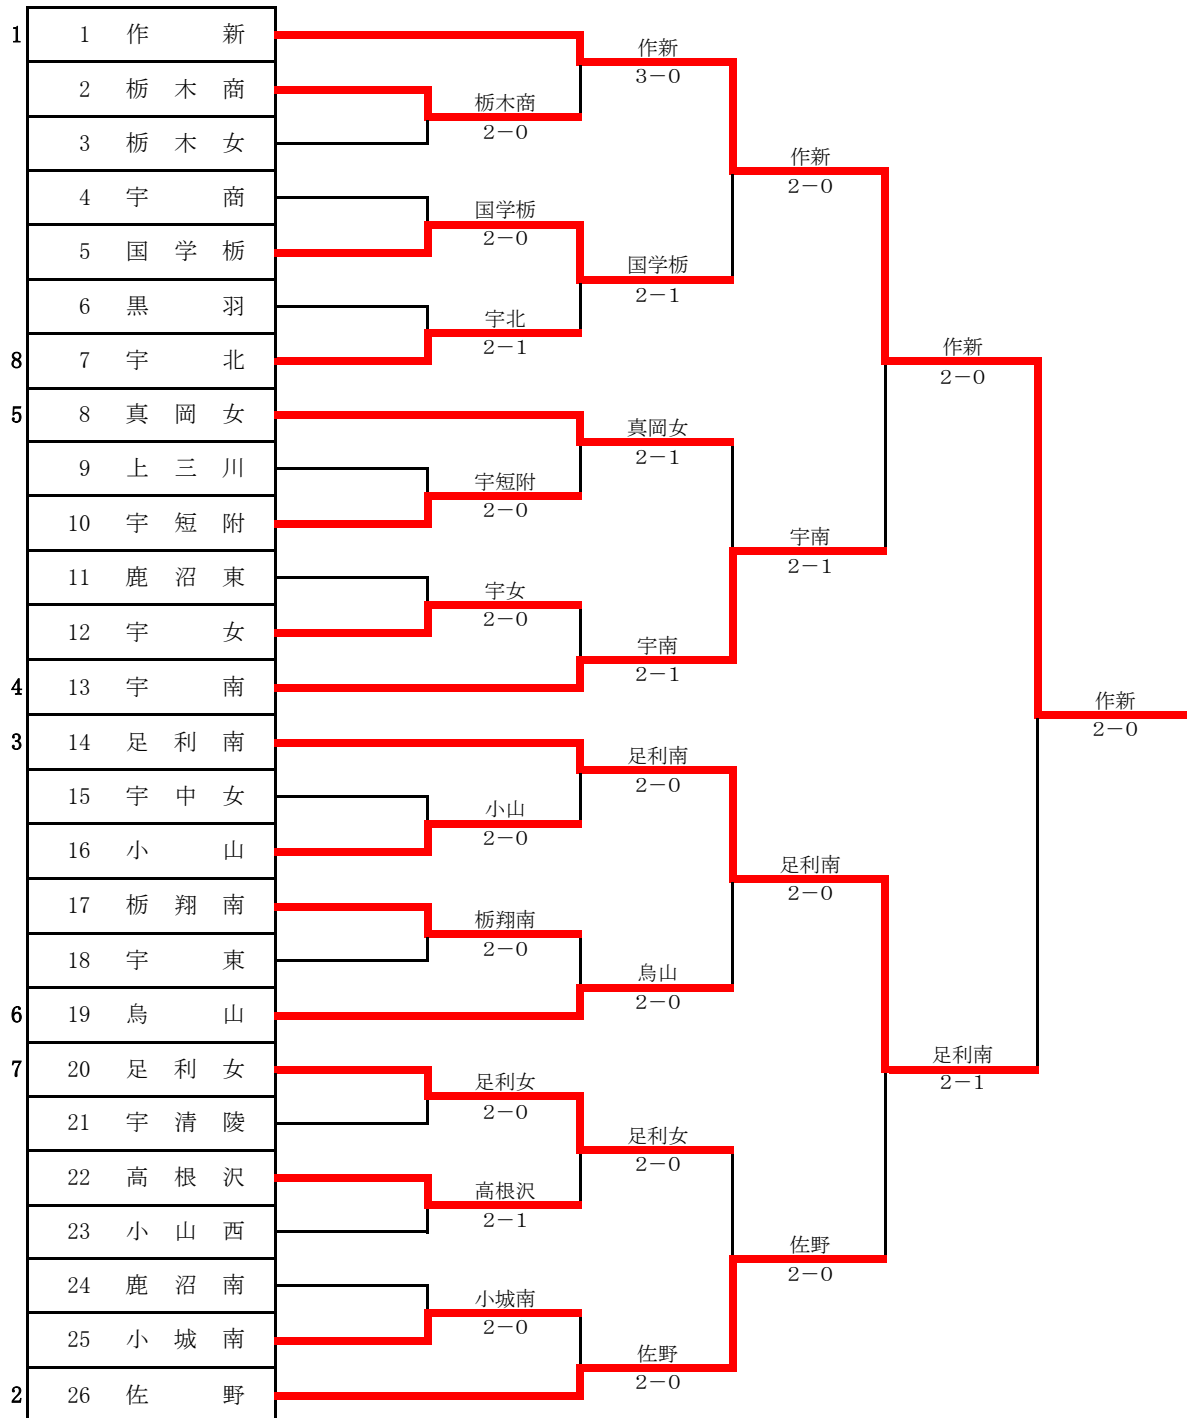 1 1 作新
2 栃木商
3 栃木女
4 宇商
5 国学栃
6 黒羽
8 7 宇北
5 8 真岡女
9 上三川
10 宇短附
11 鹿沼東
12 宇女
4 13 宇南
3 14 足利南
15 宇中女
16 小山
17 栃翔南
18 宇東
6 19 烏山
7 20 足利女
21 宇清陵
22 高根沢
23 小山西
24 鹿沼南
25 小城南
2 26 佐野
栃木商
2－0
国学栃
2－0
宇北
2－1
宇短附
2－0
宇女
2－0
小山
2－0
栃翔南
2－0
足利女
2－0
高根沢
2－1
小城南
2－0
作新
3－0
国学栃
2－1
真岡女
2－1
宇南
2－1
足利南
2－0
烏山
2－0
足利女
2－0
佐野
2－0
作新
2－0
宇南
2－1
足利南
2－0
佐野
2－0
作新
2－0
足利南
2－1
作新
2－0